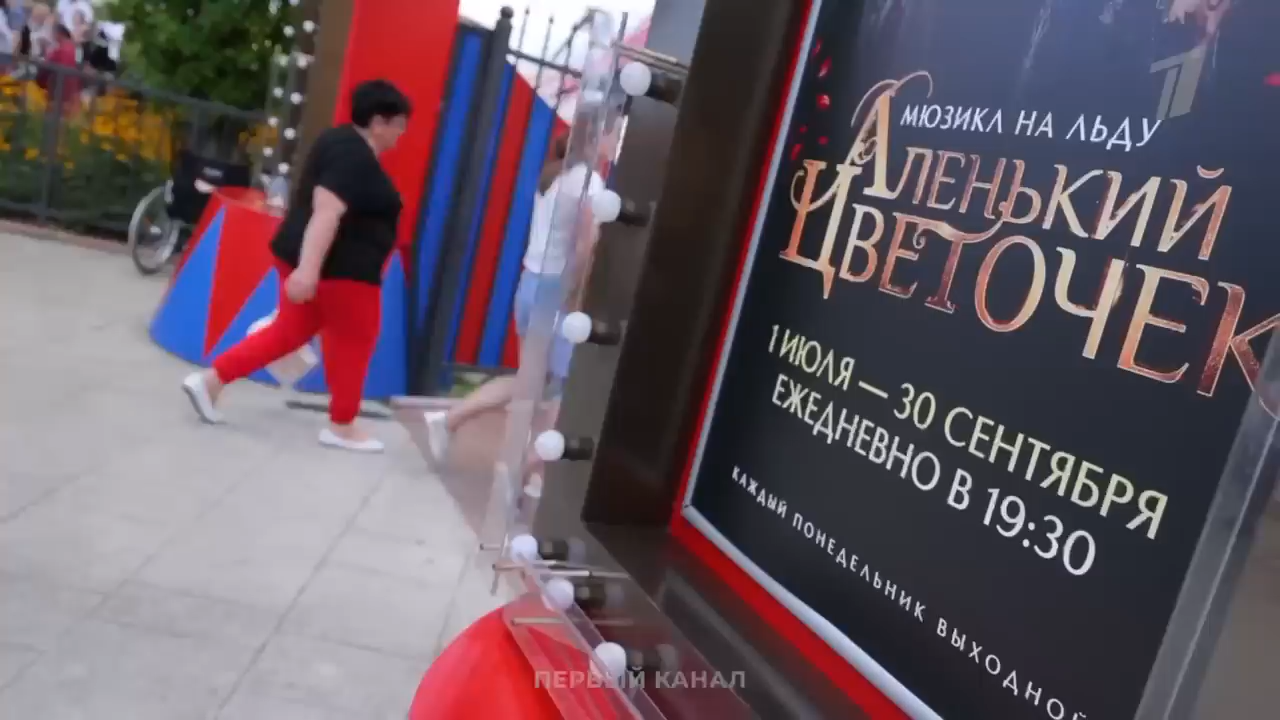 МЮЗИКЛ НА ЛЬДУ
АЛЕНЬКИЙ
ЦВЕТОЧЕК
1 ИЮЛЯ — 30 СЕНТЯБРЯ
ЕЖЕДНЕВНО В 19:30
КАЖДЫЙ ПОНЕДЕЛЬНИК ВЫХОДНОЙ
ПЕРВЫЙ КАНАЛ